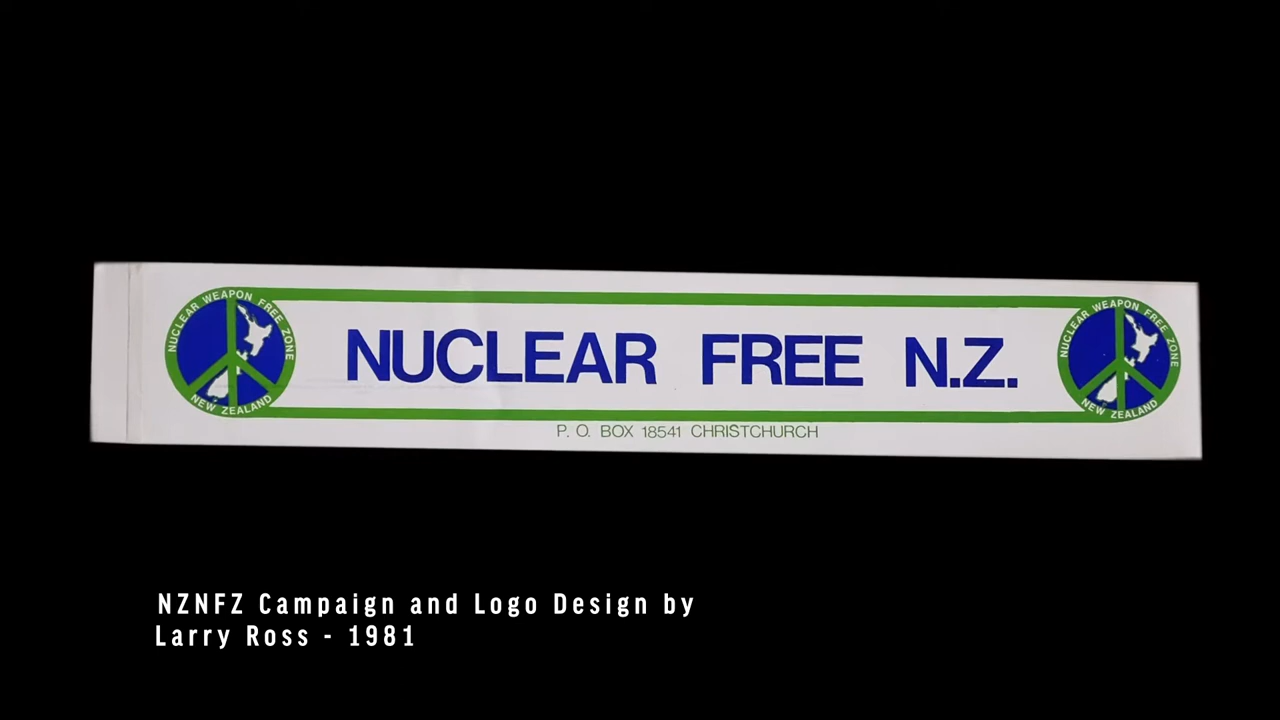 NUCLEAR WEAPON FREE ZONE
NEW ZEALAND
NUCLEAR FREE N.Z.
NUCLEAR WEAPON FREE ZONE
NEW ZEALAND
P. O. BOX 18541 CHRISTCHURCH
NZNFZ Campaign and Logo Design by
Larry Ross - 1981